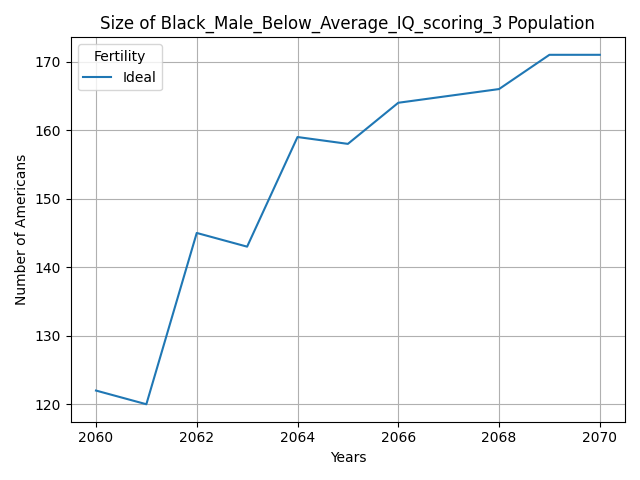 Size of Black_Male_Below_Average_IQ_scoring_3 Population
Fertility
Ideal
Number of Americans
170
160
150
140
130
120
2060
2062
2064
2066
2068
2070
Years